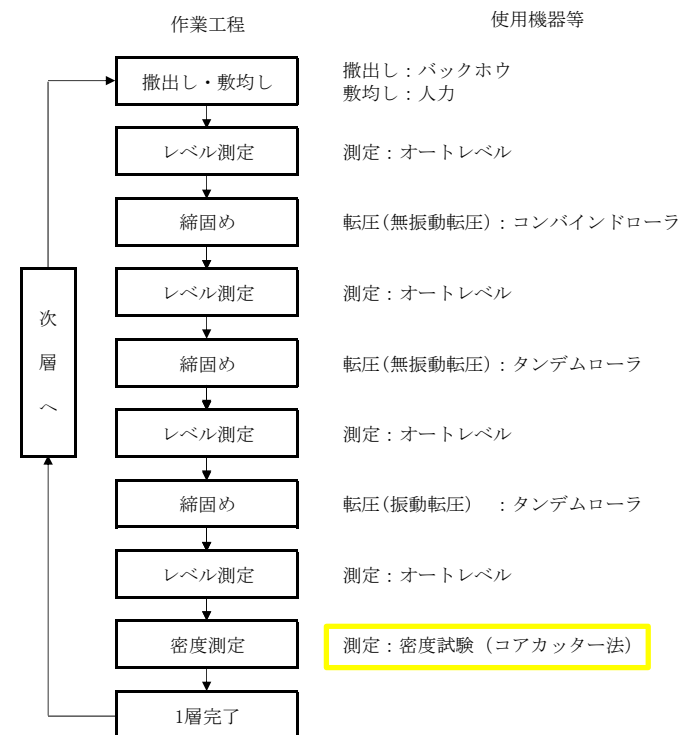 作業工程 使用機器等
撒出し・敷均し 撒出し：バックホウ
敷均し：人力
レベル測定 測定：オートレベル
締固め 転圧(無振動転圧)：コンバインドローラ
レベル測定 測定：オートレベル
次層へ
締固め 転圧(無振動転圧)：タンデムローラ
レベル測定 測定：オートレベル
締固め 転圧(振動転圧)　：タンデムローラ
レベル測定 測定：オートレベル
密度測定 測定：密度試験（コアカッター法）
1層完了